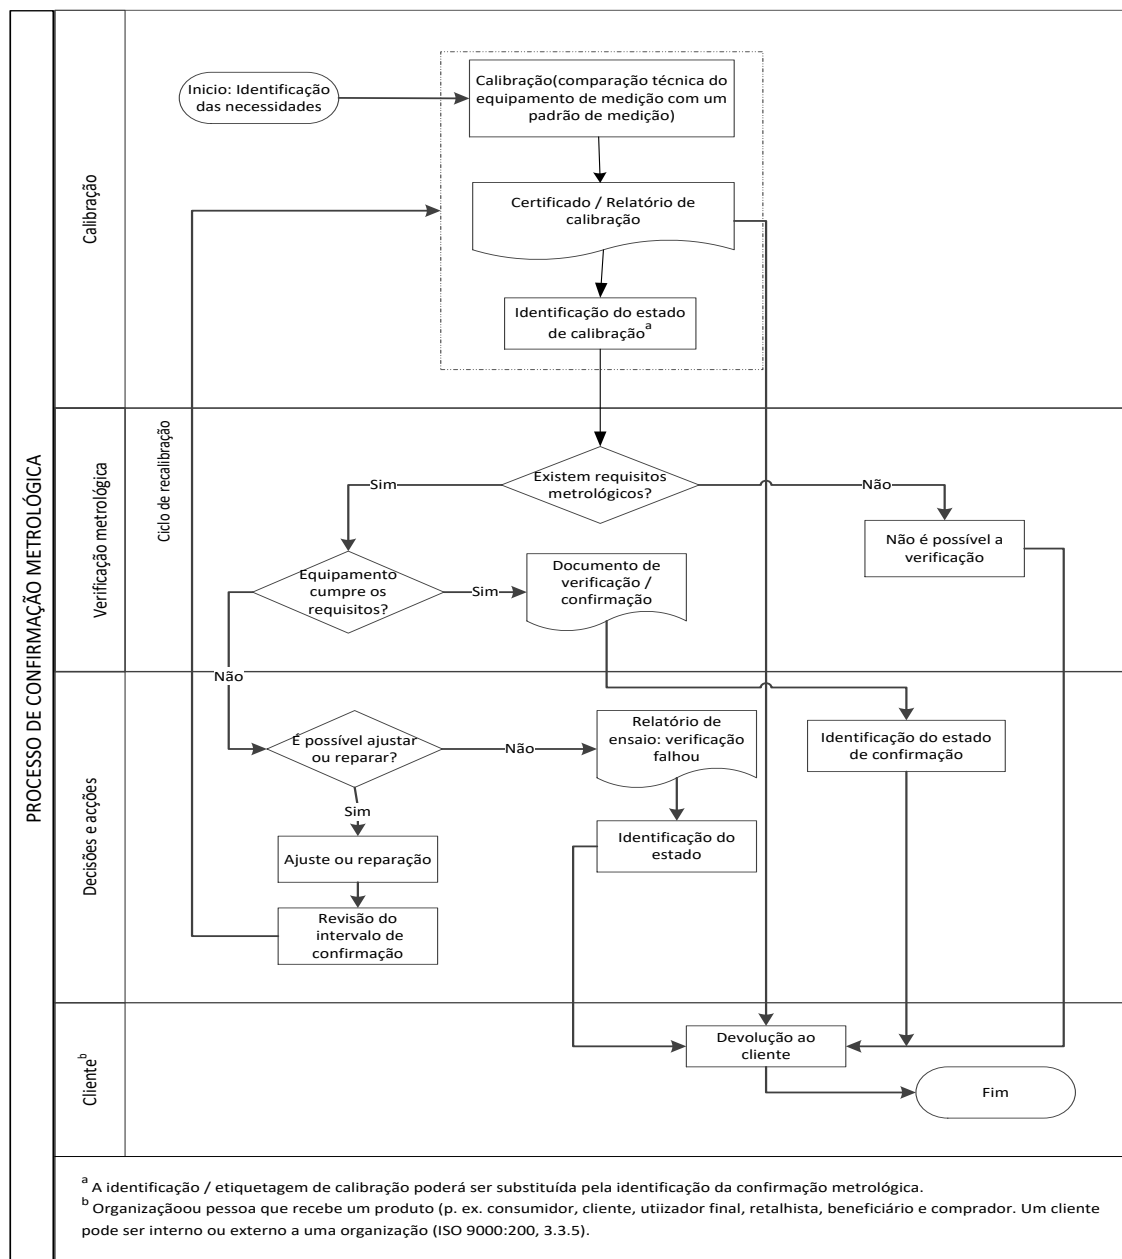 PROCESSO DE CONFIRMAÇÃO METROLÓGICA
Calibração
Inicio: Identificação
das necessidades
Calibração(comparação técnica do
equipamento de medição com um
padrão de medição)
Certificado / Relatório de
calibração
Identificação do estado
de calibração a
Verificação metrológica
Ciclo de recalibração
Existem requisitos
metrológicos?
Sim
Não
Não é possível a
verificação
Equipamento
cumpre os
requisitos?
Sim
Documento de
verificação /
confirmação
Não
Decisões e acções
É possível ajustar
ou reparar?
Não
Relatório de
ensaio: verificação
falhou
Identificação do estado
de confirmação
Sim
Ajuste ou reparação
Identificação do
estado
Revisão do
intervalo de
confirmação
Cliente b
Devolução ao
cliente
Fim
a A identificação / etiquetagem de calibração poderá ser substituída pela identificação da confirmação metrológica.
b Organizaçãoou pessoa que recebe um produto (p. ex. consumidor, cliente, utiizador final, retalhista, beneficiário e comprador. Um cliente
pode ser interno ou externo a uma organização (ISO 9000:200, 3.3.5).